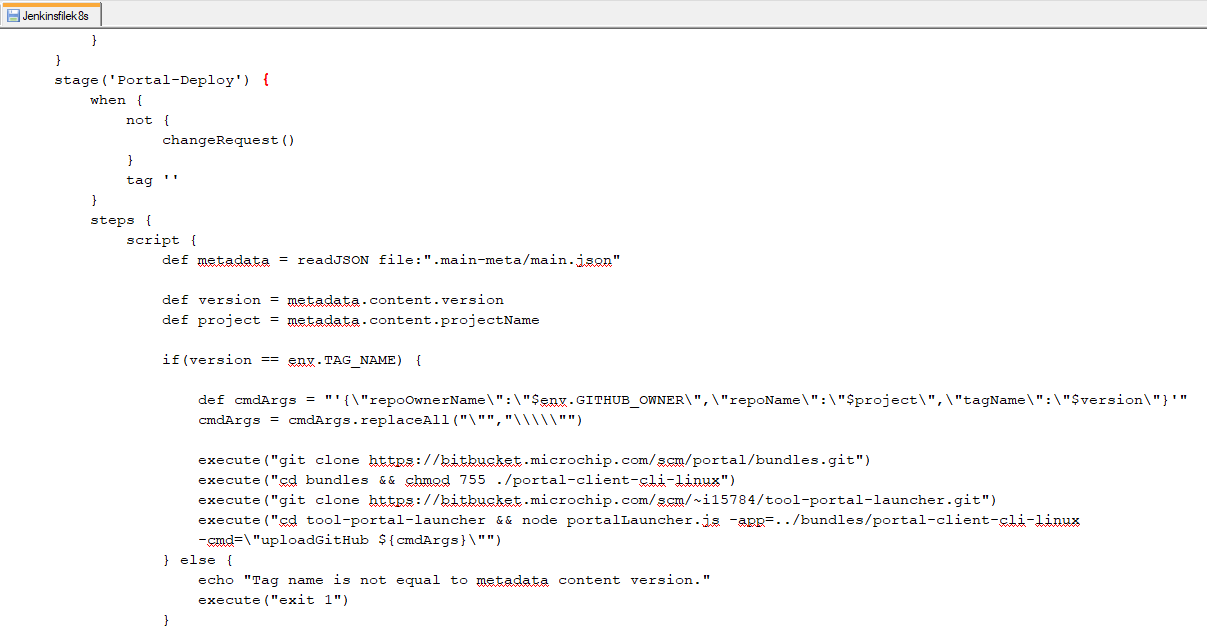 Jenkinsfilek8s
        }
    }
    stage('Portal-Deploy') {
        when {
            not {
                changeRequest()
            }
            tag ''
        }
        steps {
            script {
                def metadata = readJSON file:".main-meta/main.json"

                def version = metadata.content.version
                def project = metadata.content.projectName

                if(version == env.TAG_NAME) {

                    def cmdArgs = "'{\"repoOwnerName\":\"$env.GITHUB_OWNER\",\"repoName\":\"$project\",\"tagName\":\"$version\"}'"
                    cmdArgs = cmdArgs.replaceAll("\"","\\\\\"")

                    execute("git clone https://bitbucket.microchip.com/scm/portal/bundles.git")
                    execute("cd bundles && chmod 755 ./portal-client-cli-linux")
                    execute("git clone https://bitbucket.microchip.com/scm/~i15784/tool-portal-launcher.git")
                    execute("cd tool-portal-launcher && node portalLauncher.js -app=../bundles/portal-client-cli-linux
                    -cmd=\"uploadGitHub ${cmdArgs}\"")
                } else {
                    echo "Tag name is not equal to metadata content version."
                    execute("exit 1")
                }